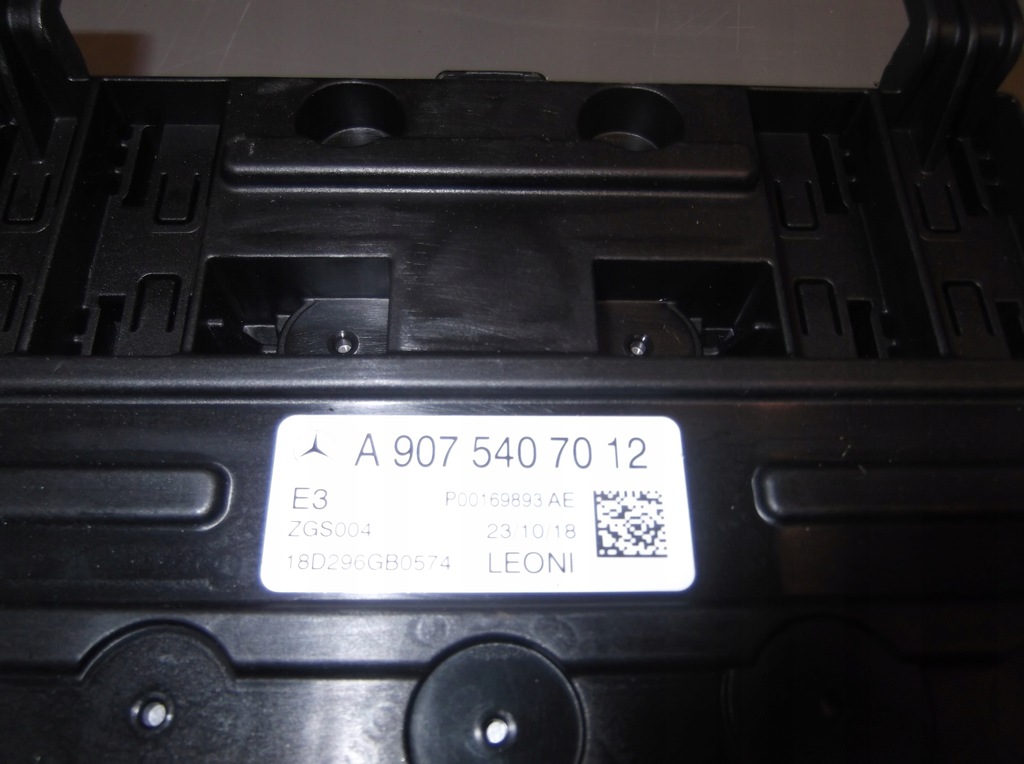 A 907 540 70 12
E3 P00169893 AE
ZGS004 23/10/18
18D296GB0574 LEONI